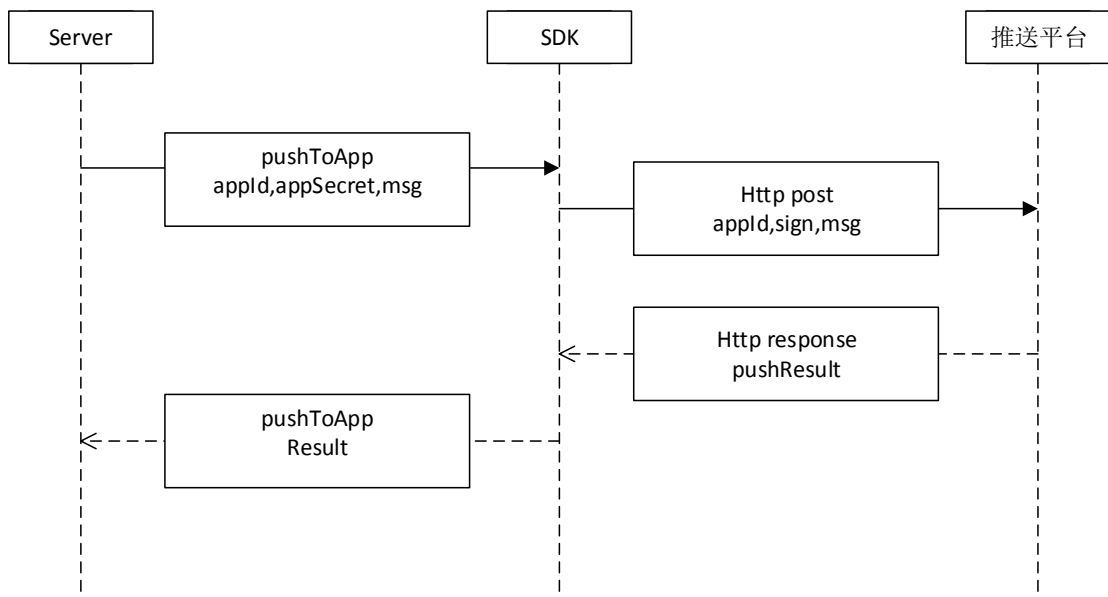 Server
SDK
推送平台
pushToApp
appId,appSecret,msg
Http post
appId,sign,msg
Http response
pushResult
pushToApp
Result